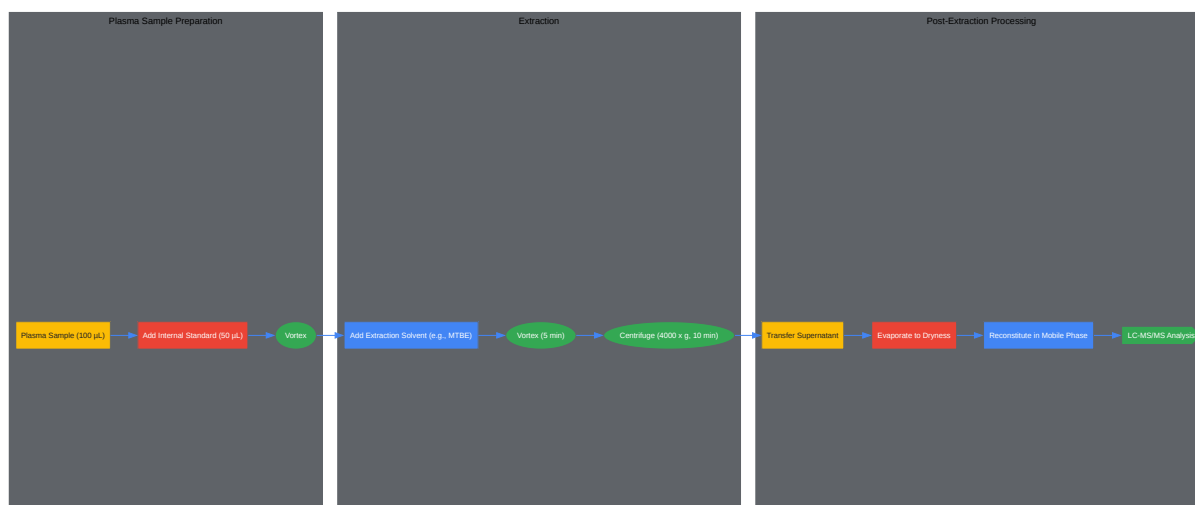 Plasma Sample Preparation
Extraction
Post-Extraction Processing
Plasma Sample (100 µL)
Add Internal Standard (50 µL)
Vortex
Add Extraction Solvent (e.g., MTBE)
Vortex (5 min)
Centrifuge (4000 x g, 10 min)
Transfer Supernatant
Evaporate to Dryness
Reconstitute in Mobile Phase
LC-MS/MS Analysis